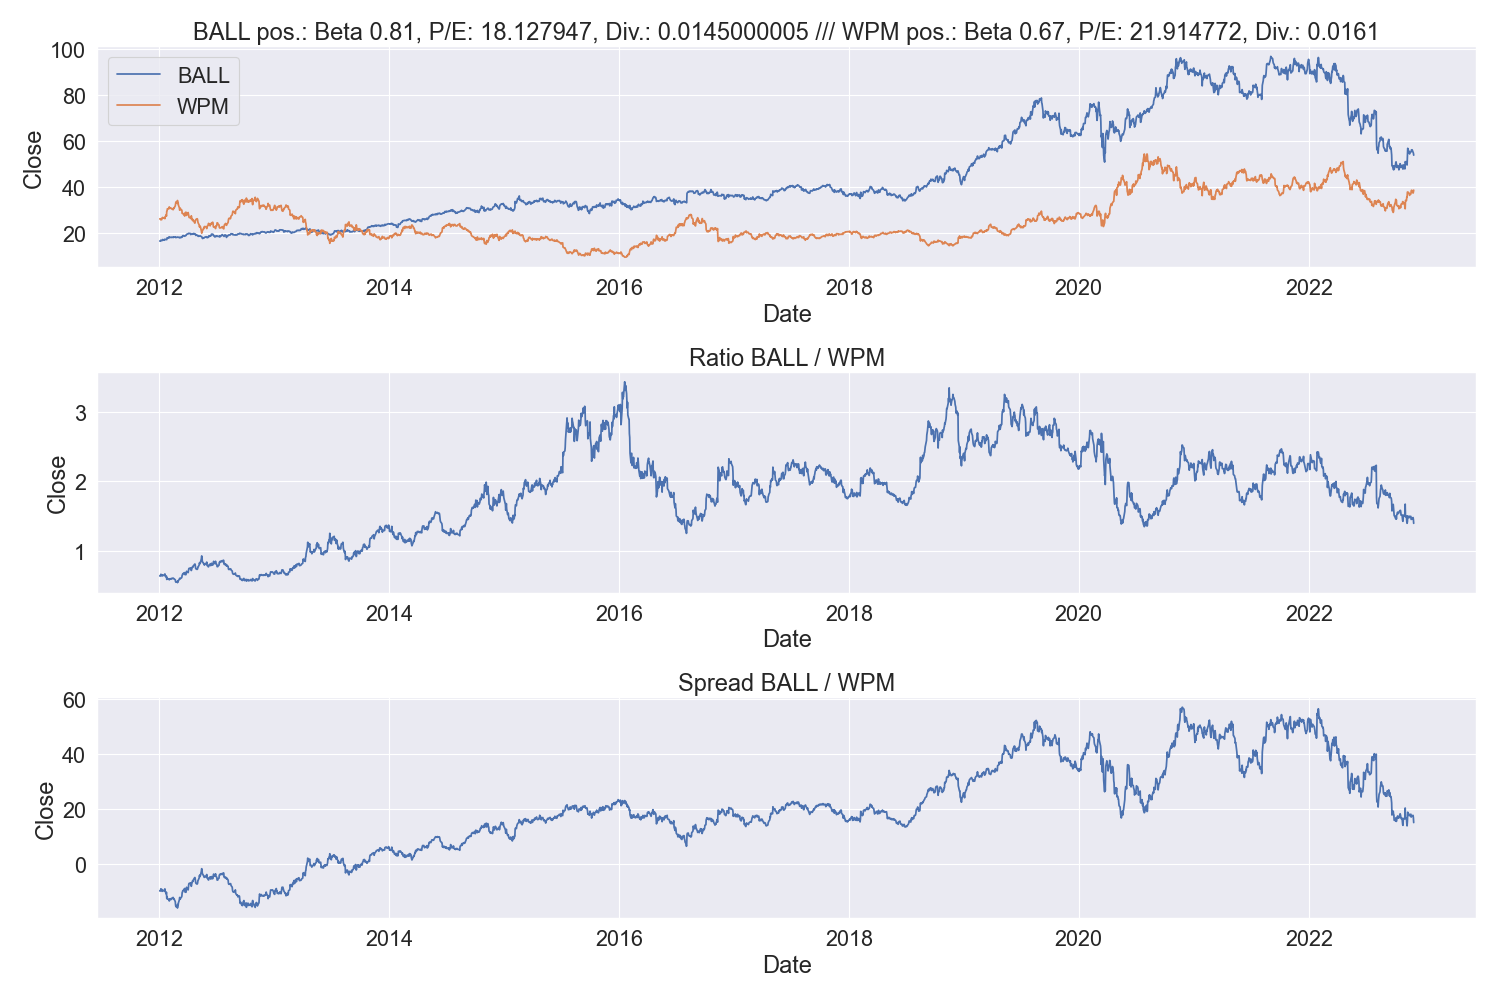 BALL pos.: Beta 0.81, P/E: 18.127947, Div.: 0.0145000005 /// WPM pos.: Beta 0.67, P/E: 21.914772, Div.: 0.0161
100
80
60
40
20
Close
BALL
WPM
2012 2014 2016 2018 2020 2022
Date
Ratio BALL / WPM
3
2
1
Close
2012 2014 2016 2018 2020 2022
Date
Spread BALL / WPM
60
40
20
0
Close
2012 2014 2016 2018 2020 2022
Date